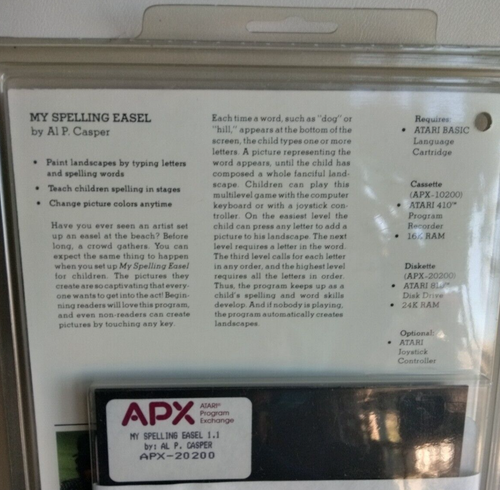 MY SPELLING EASEL
by Al P. Casper
• Paint landscapes by typing letters
and spelling words
• Teach children spelling in stages
• Change picture colors anytime
Have you ever seen an artist set
up an easel at the beach? Before
long, a crowd gathers. You can
expect the same thing to happen
when you set up My Spelling Easel
for children. The pictures they
create are so captivating that every-
one wants to get into the act! Begin-
ning readers will love this program,
and even non-readers can create
pictures by touching any key.
Each time a word, such as "dog" or
"hill," appears at the bottom of the
screen, the child types one or more
letters. A picture representing the
word appears, until the child has
composed a whole fanciful land-
scape. Children can play this
multilevel game with the computer
keyboard or with a joystick con-
troller. On the easiest level the
child can press any letter to add a
picture to his landscape. The next
level requires a letter in the word.
The third level calls for each letter
in any order, and the highest level
requires all the letters in order.
Thus, the program keeps up as a
child's spelling and word skills
develop. And if nobody is playing,
the program automatically creates
landscapes.
Requires:
• ATARI BASIC
Language
Cartridge
Cassette
(APX-10200)
• ATARI 410™
Program
Recorder
• 16K RAM
Diskette
(APX-20200)
• ATARI
Disk Drive
• 24K RAM
Optional:
• ATARI
Joystick
Controller
APX
ATARI®
Program
Exchange
MY SPELLING EASEL 1.1
by: AL P. CASPER
APX-20200